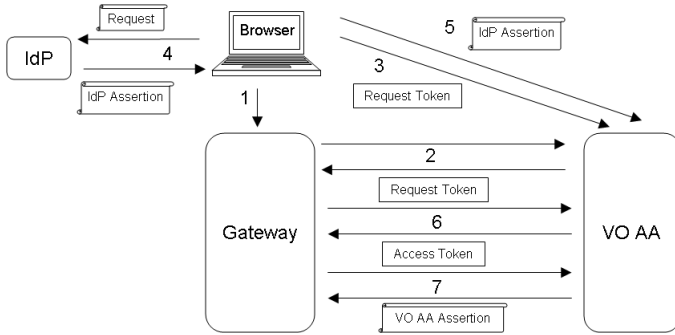 Request
Browser
5
IdP Assertion
IdP
4
3
IdP Assertion
Request Token
1
2
Request Token
Gateway
6
VO AA
Access Token
7
VO AA Assertion